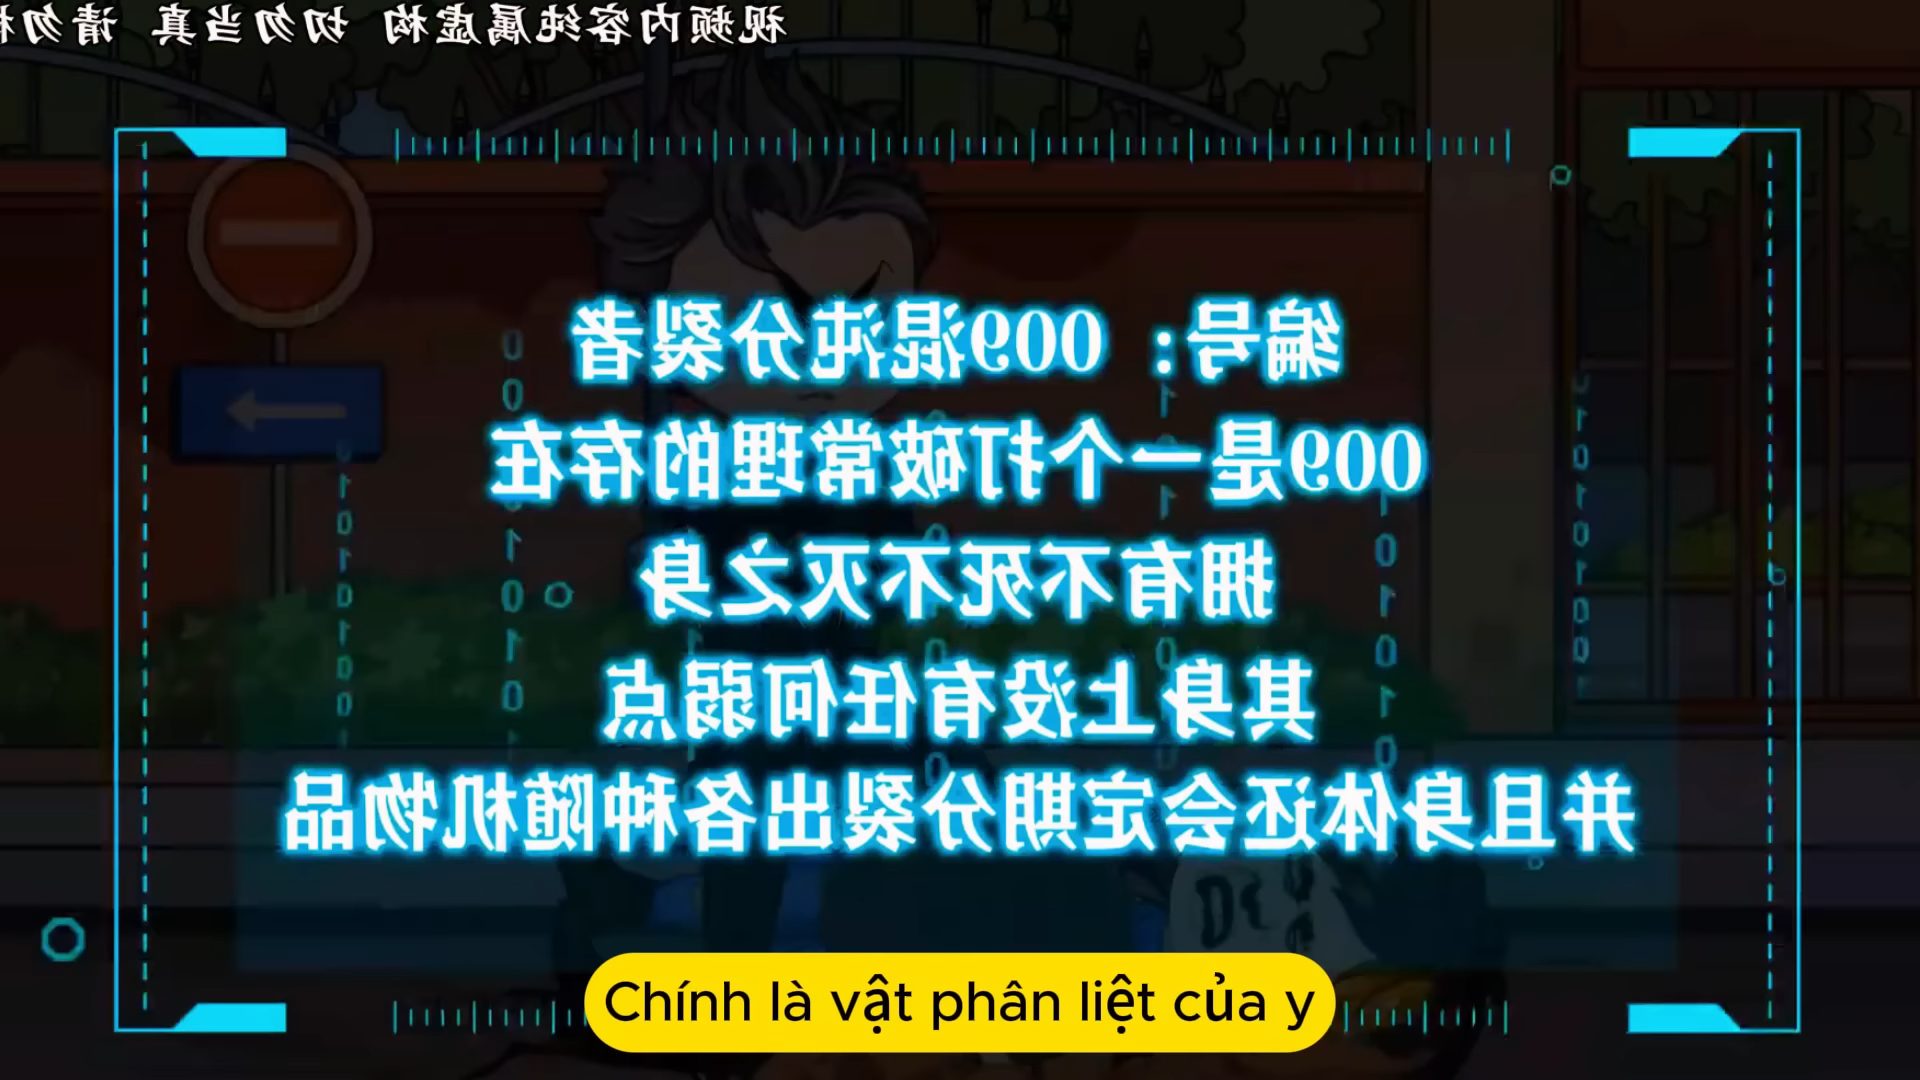 视频内容纯属虚构 切勿当真 请勿模
编号：009混沌分裂者
009是一个打破常理的存在
拥有不死不灭之身
其身上没有任何弱点
并且身体还会定期分裂出各种随机物品
Chính là vật phân liệt của y